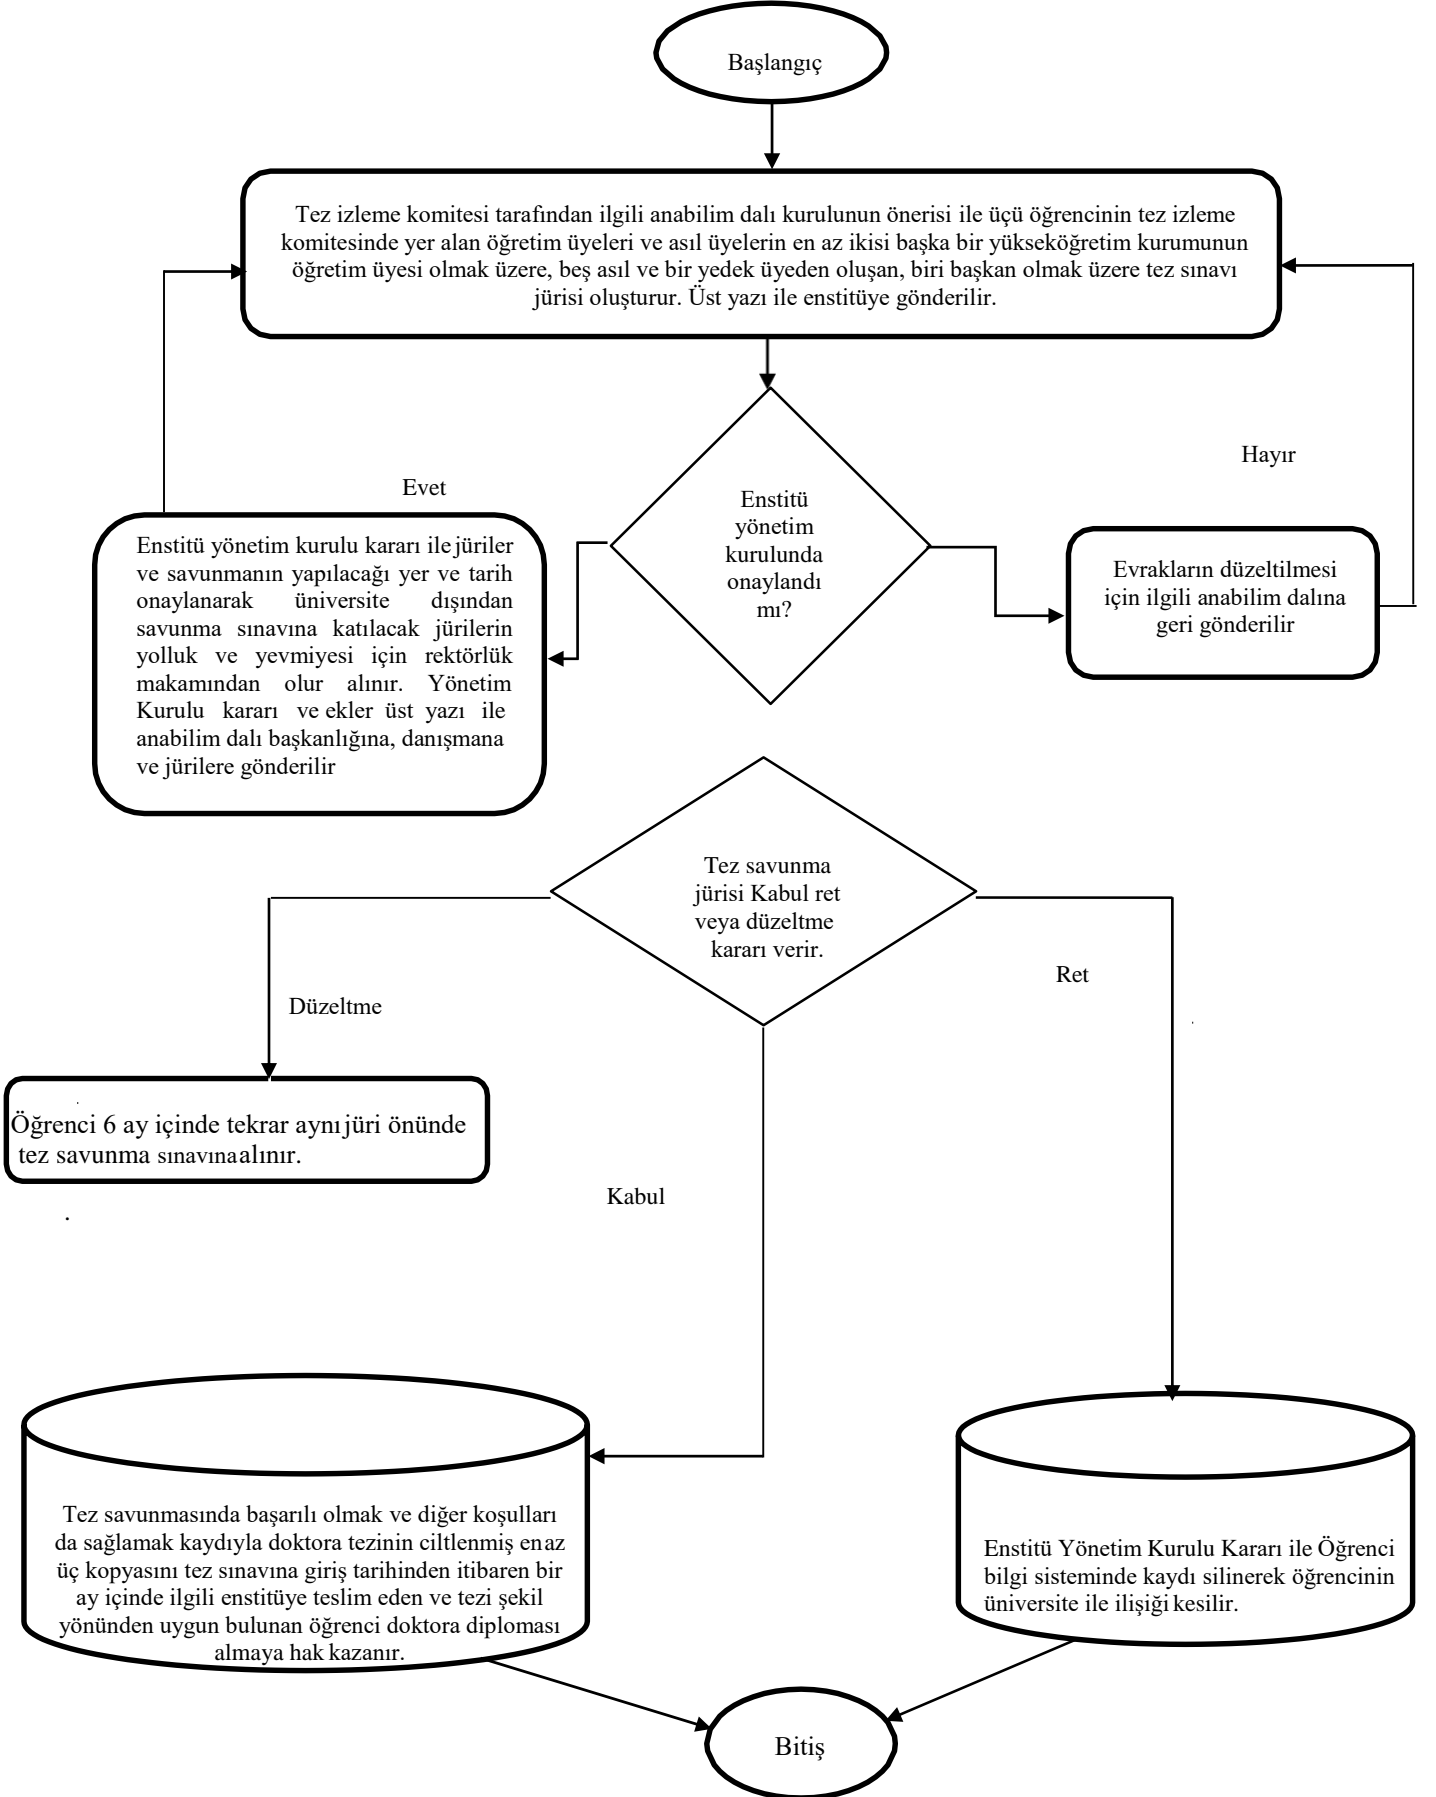 Başlangıç
Tez izleme komitesi tarafından ilgili anabilim dalı kurulunun önerisi ile üçü öğrencinin tez izleme
komitesinde yer alan öğretim üyeleri ve asıl üyelerin en az ikisi başka bir yükseköğretim kurumunun
öğretim üyesi olmak üzere, beş asıl ve bir yedek üyeden oluşan, biri başkan olmak üzere tez sınavı
jürisi oluşturur. Üst yazı ile enstitüye gönderilir.
Hayır
Evet
Enstitü
yönetim
kurulunda
onaylandı
mı?
Enstitü yönetim kurulu kararı ile jüriler
ve savunmanın yapılacağı yer ve tarih
onaylanarak üniversite dışından
savunma sınavına katılacak jürilerin
yolluk ve yevmiyesi için rektörlük
makamından olur alınır. Yönetim
Kurulu kararı ve ekler üst yazı ile
anabilim dalı başkanlığına, danışmana
ve jürilere gönderilir
Evrakların düzeltilmesi
için ilgili anabilim dalına
geri gönderilir
Tez savunma
jürisi Kabul ret
veya düzeltme
kararı verir.
Ret
Düzeltme
Öğrenci 6 ay içinde tekrar aynı jüri önünde
tez savunma sınavına alınır.
Kabul
.
Tez savunmasında başarılı olmak ve diğer koşulları
da sağlamak kaydıyla doktora tezinin ciltlenmiş en az
üç kopyasını tez sınavına giriş tarihinden itibaren bir
ay içinde ilgili enstitüye teslim eden ve tezi şekil
yönünden uygun bulunan öğrenci doktora diploması
almaya hak kazanır.
Enstitü Yönetim Kurulu Kararı ile Öğrenci
bilgi sisteminde kaydı silinerek öğrencinin
üniversite ile ilişiği kesilir.
Bitiş